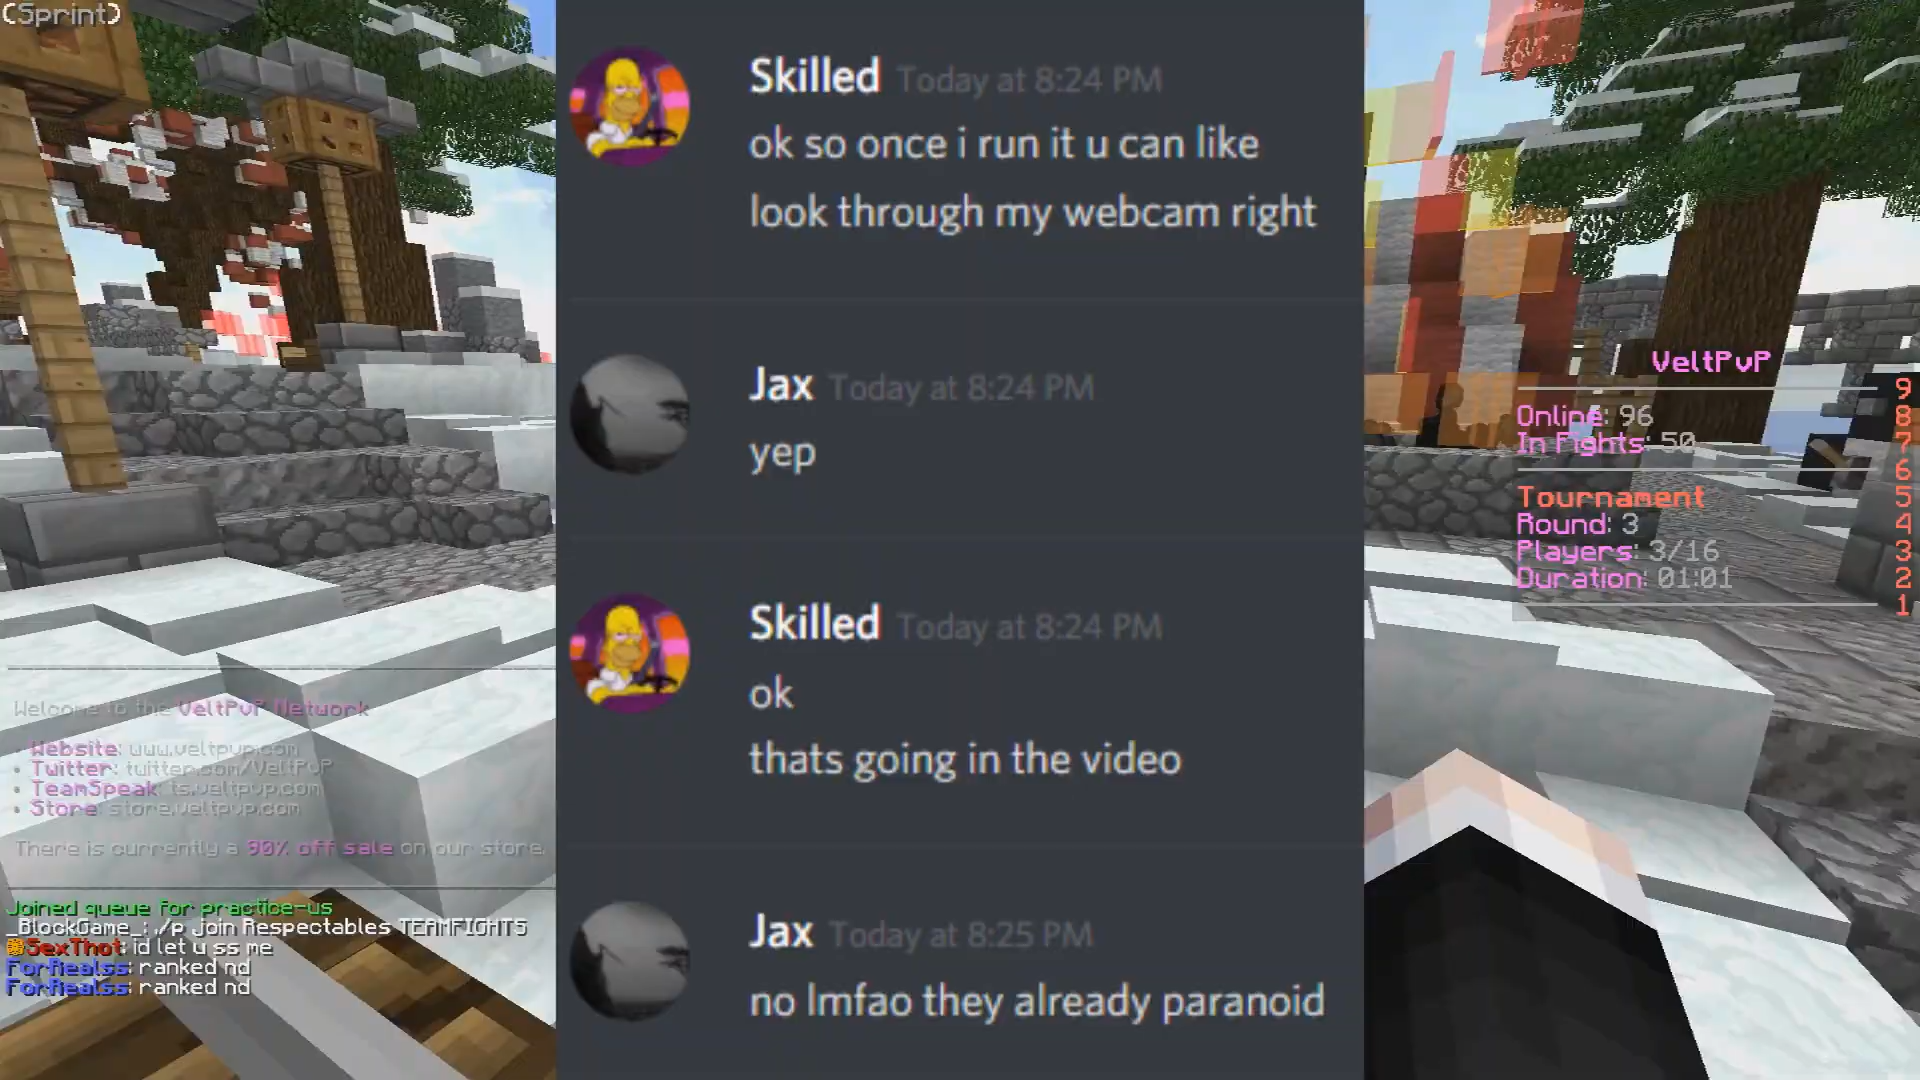 (Sprint)
Skilled Today at 8:24 PM
ok so once i run it u can like
look through my webcam right
Jax Today at 8:24 PM
yep
Skilled Today at 8:24 PM
ok
thats going in the video
Jax Today at 8:25 PM
no lmfao they already paranoid
VeltPvP
9
Online: 96
8
In Fights: 50
7
6
Tournament
5
Round: 3
4
Players: 3/16
3
Duration: 01:01
2
1
Welcome to the VeltPvP Network
• Website: www.veltpvp.com
• Twitter: twitter.com/VeltPvP
• TeamSpeak: ts.veltpvp.com
• Store: store.veltpvp.com
There is currently a 90% off sale on our store.
Joined queue for practice-us
_BlockGame_: ./p join Respectables TEAMFIGHTS
SexThot: id let u ss me
ForRealss: ranked nd
ForRealss: ranked nd